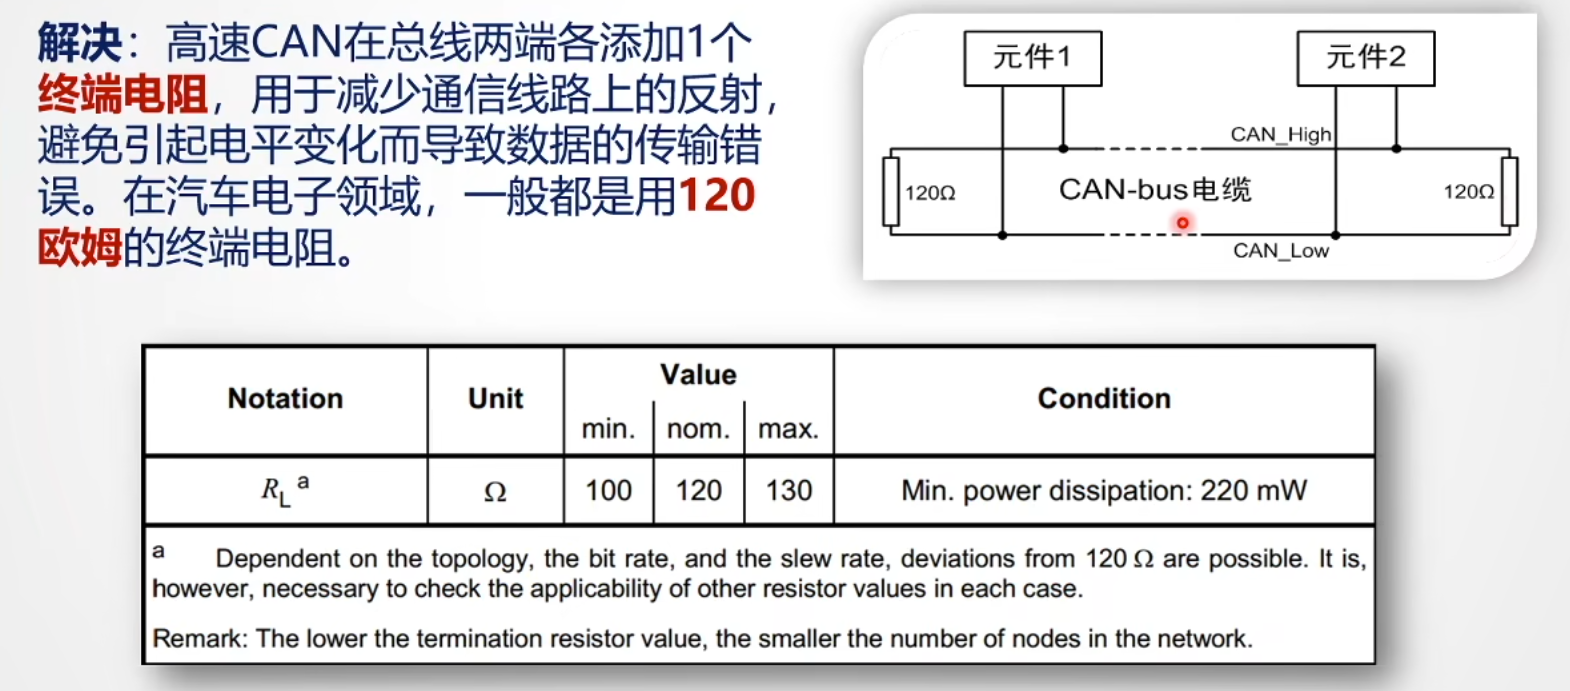 解决：高速CAN在总线两端各添加1个
终端电阻，用于减少通信线路上的反射，
避免引起电平变化而导致数据的传输错
误。在汽车电子领域，一般都是用120
欧姆的终端电阻。
元件1
元件2
CAN_High
120Ω
CAN-bus电缆
120Ω
CAN_Low
Notation
Unit
Value
min.
nom.
max.
Condition
RL a
Ω
100
120
130
Min. power dissipation: 220 mW
a Dependent on the topology, the bit rate, and the slew rate, deviations from 120 Ω are possible. It is,
however, necessary to check the applicability of other resistor values in each case.
Remark: The lower the termination resistor value, the smaller the number of nodes in the network.